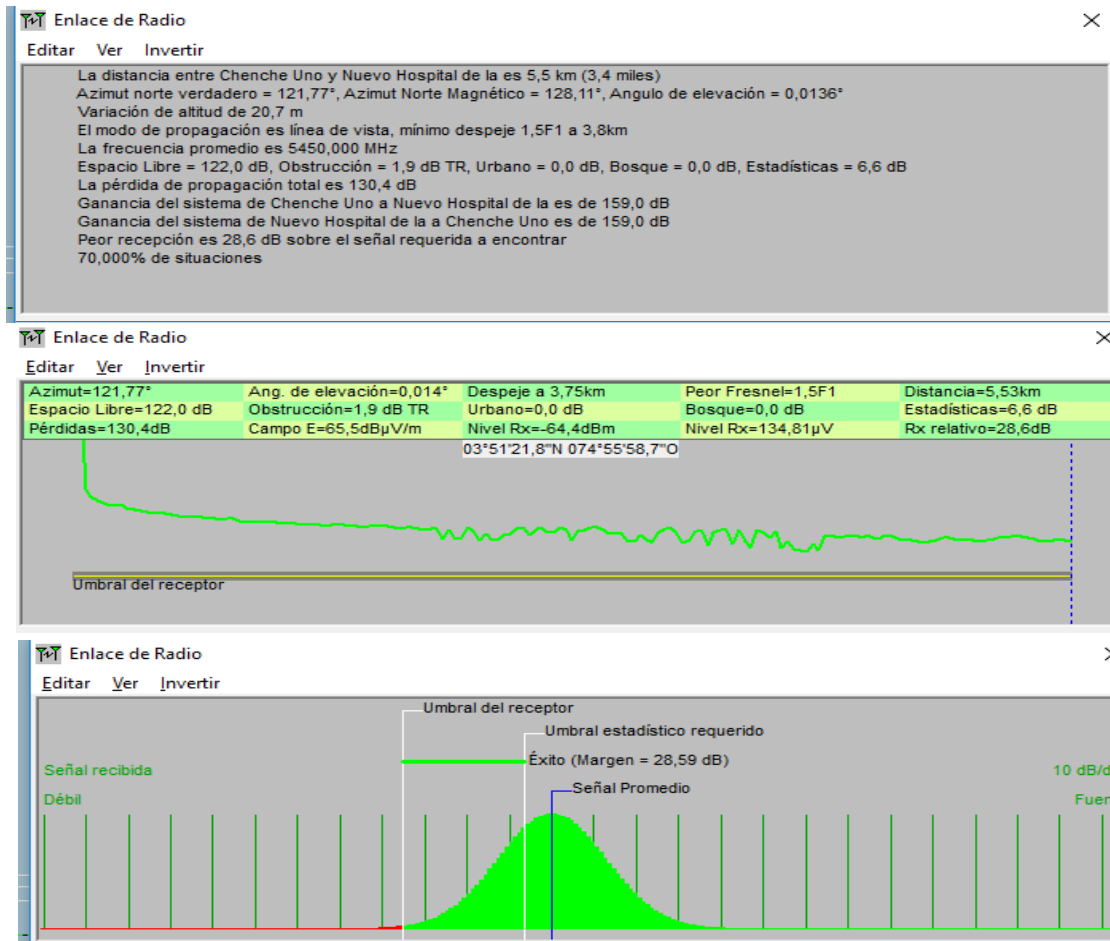 Enlace de Radio
Editar Ver Invertir
La distancia entre Chenche Uno y Nuevo Hospital de la es 5,5 km (3,4 miles)
Azimut norte verdadero = 121,77°, Azimut Norte Magnético = 128,11°, Angulo de elevación = 0,0136°
Variación de altitud de 20,7 m
El modo de propagación es línea de vista, mínimo despeje 1,5F1 a 3,8km
La frecuencia promedio es 5450,000 MHz
Espacio Libre = 122,0 dB, Obstrucción = 1,9 dB TR, Urbano = 0,0 dB, Bosque = 0,0 dB, Estadísticas = 6,6 dB
La pérdida de propagación total es 130,4 dB
Ganancia del sistema de Chenche Uno a Nuevo Hospital de la es de 159,0 dB
Ganancia del sistema de Nuevo Hospital de la a Chenche Uno es de 159,0 dB
Peor recepción es 28,6 dB sobre el señal requerida a encontrar
70,000% de situaciones
Enlace de Radio
Editar Ver Invertir
Azimut=121,77° Ang. de elevación=0,014° Despeje a 3,75km Peor Fresnel=1,5F1 Distancia=5,53km
Espacio Libre=122,0 dB Obstrucción=1,9 dB TR Urbano=0,0 dB Bosque=0,0 dB Estadísticas=6,6 dB
Pérdidas=130,4dB Campo E=65,5dBµV/m Nivel Rx=-64,4dBm Nivel Rx=134,81µV Rx relativo=28,6dB
03°51'21,8"N 074°55'58,7"O
Umbral del receptor
Enlace de Radio
Editar Ver Invertir
Umbral del receptor
Umbral estadístico requerido
Éxito (Margen = 28,59 dB)
Señal recibida 10 dB/d
Señal Promedio
Débil Fuer